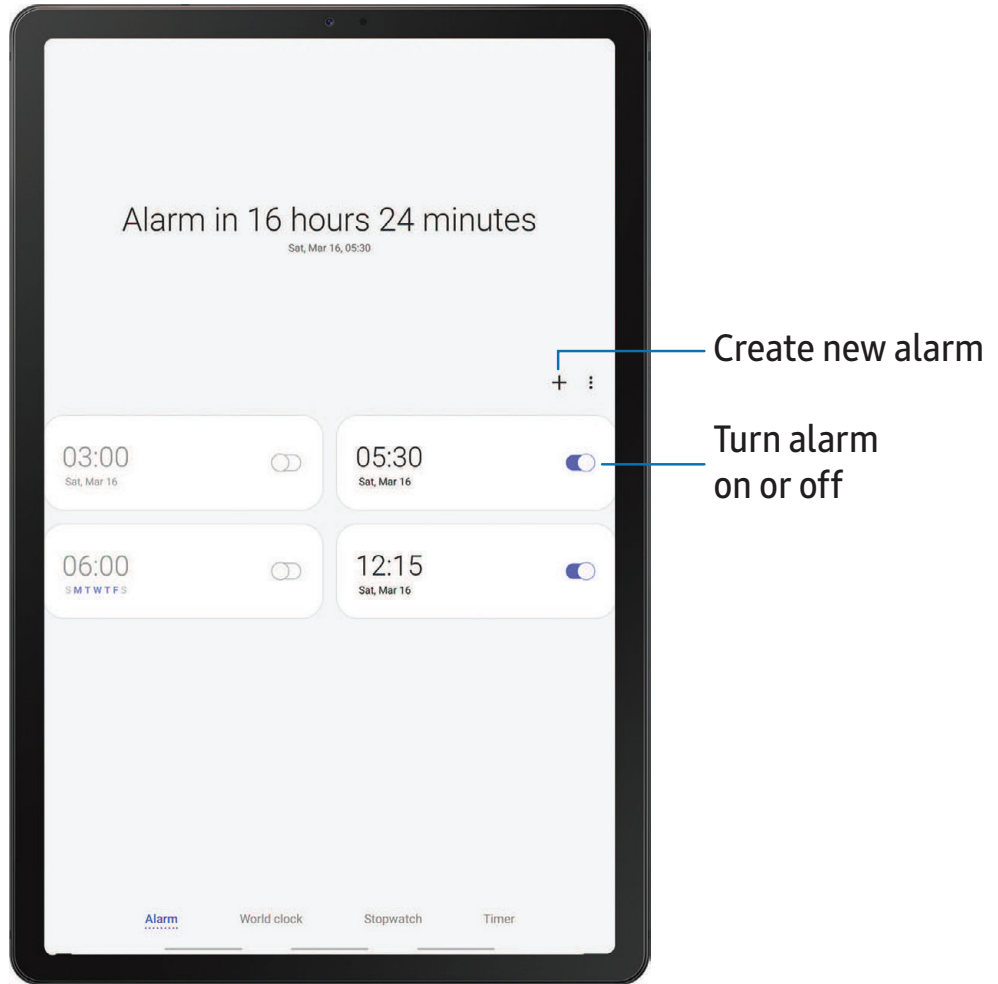 Alarm in 16 hours 24 minutes
Sat, Mar 16, 05:30
Create new alarm
03:00
Sat, Mar 16
05:30
Sat, Mar 16
Turn alarm
on or off
06:00
S M T W T F S
12:15
Sat, Mar 16
Alarm
World clock
Stopwatch
Timer